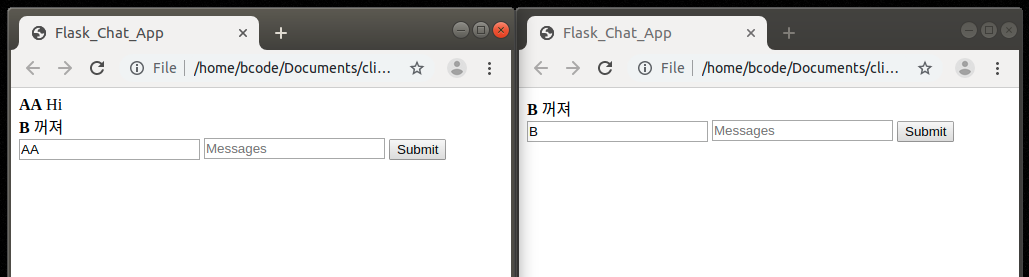 Flask_Chat_App
File
/home/bcode/Documents/cli...
AA Hi
B 꺼져
AA
Messages
Submit
Flask_Chat_App
File
/home/bcode/Documents/cli...
B 꺼져
B
Messages
Submit